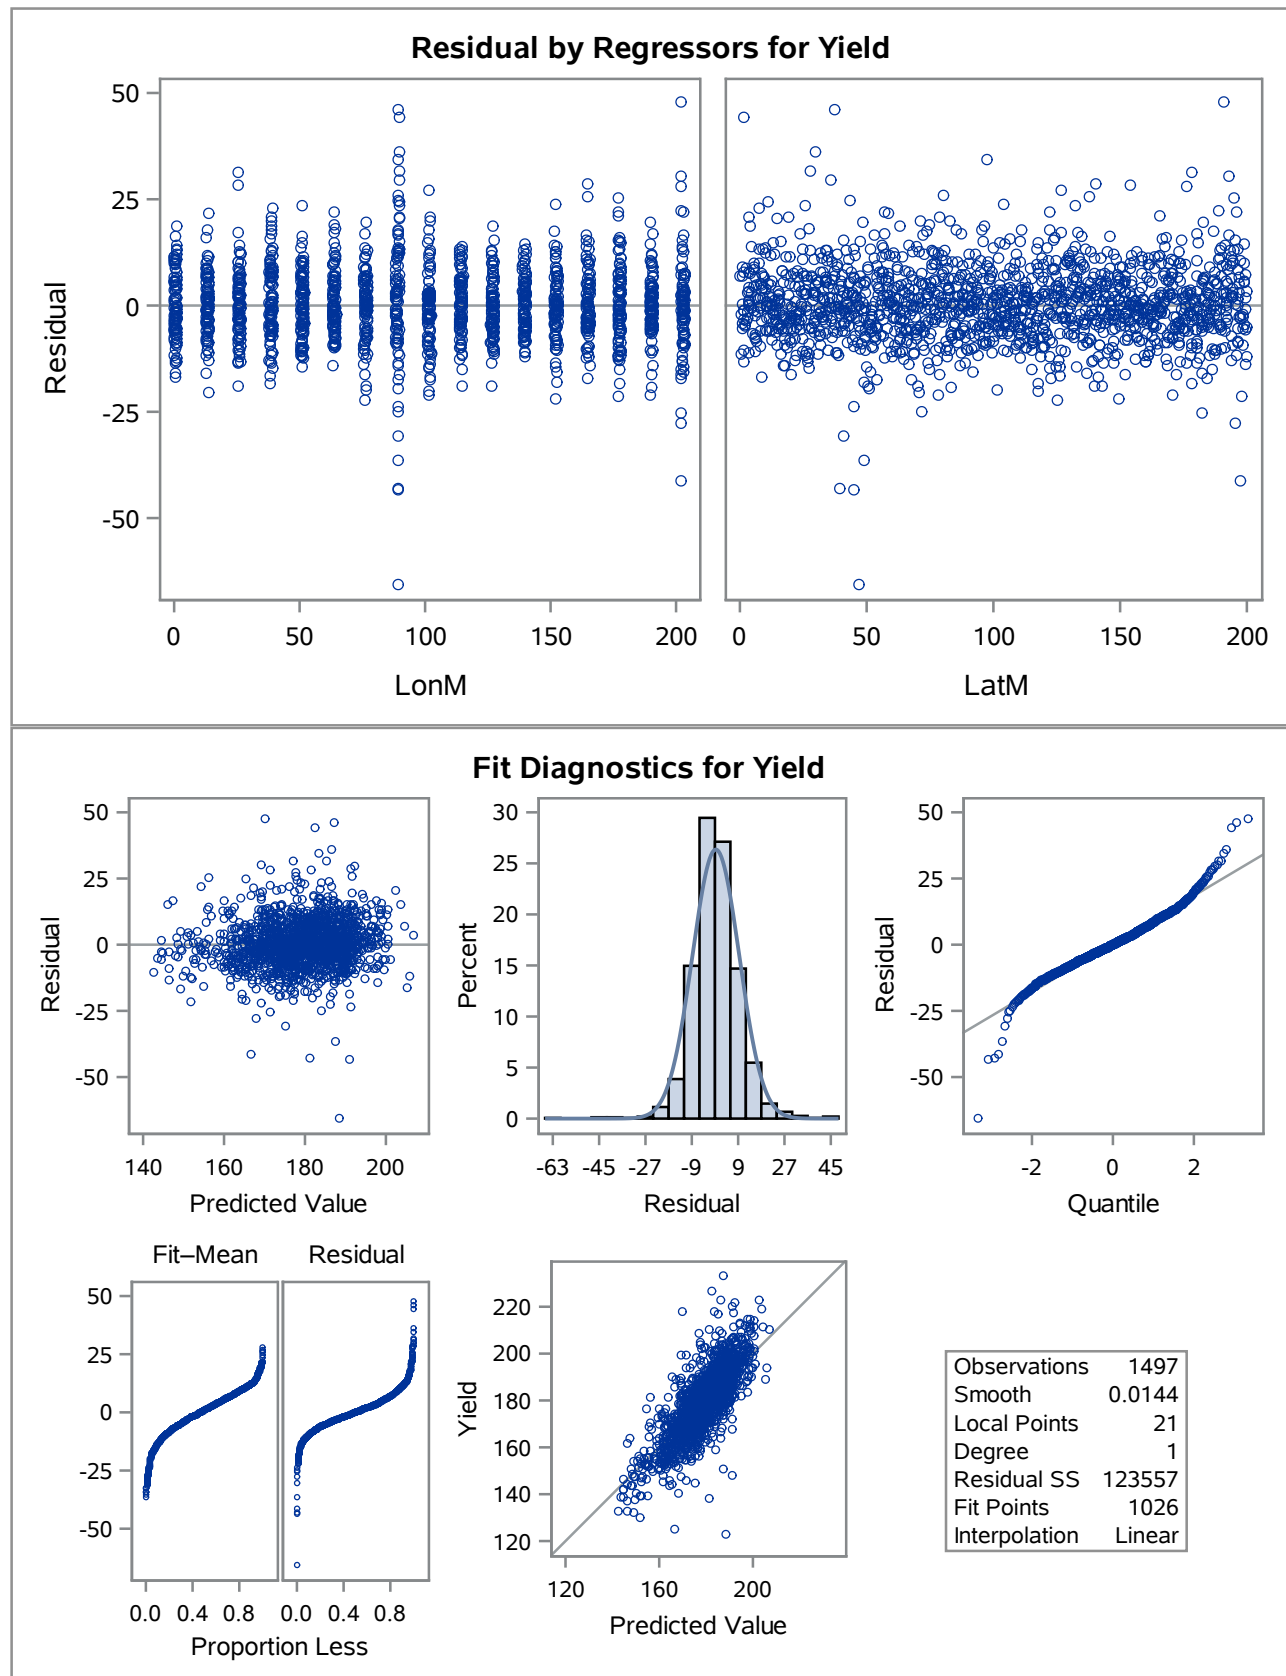 Residual by Regressors for Yield
50
25
0
-25
-50
Residual
0 50 100 150 200
0 50 100 150 200
LonM
LatM
Fit Diagnostics for Yield
50
25
0
-25
-50
Residual
140 160 180 200
Predicted Value
30
25
20
15
10
5
0
Percent
-63 -45 -27 -9 9 27 45
Residual
50
25
0
-25
-50
Residual
-2 0 2
Quantile
Fit–Mean
Residual
50
25
0
-25
-50
0.0 0.4 0.8
0.0 0.4 0.8
Proportion Less
220
200
180
160
140
120
Yield
120 160 200
Predicted Value
Observations 1497
Smooth 0.0144
Local Points 21
Degree 1
Residual SS 123557
Fit Points 1026
Interpolation Linear